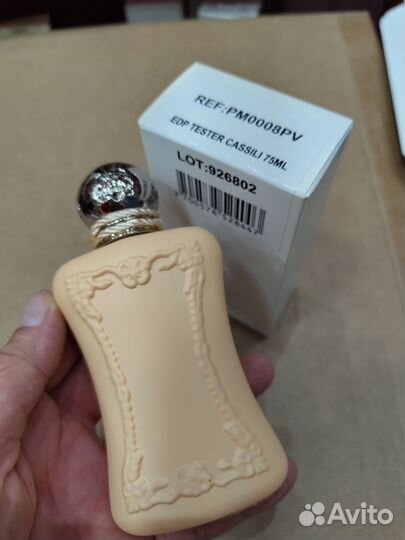 REF:PM0008PV
EDP TESTER CASSILI 75ML
LOT:926802
Avito